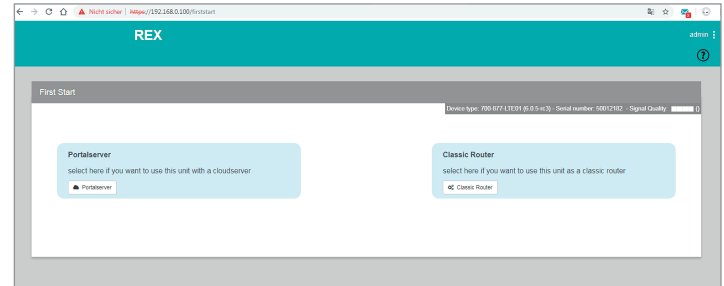 Nicht sicher | https://192.168.0.100/firststart
REX
admin
First Start
Device type: 700-877-LTE01 (6.0.5-rc3) - Serial number: 50012182 - Signal Quality: ()
Portalserver
select here if you want to use this unit with a cloudserver
Portalserver
Classic Router
select here if you want to use this unit as a classic router
Classic Router